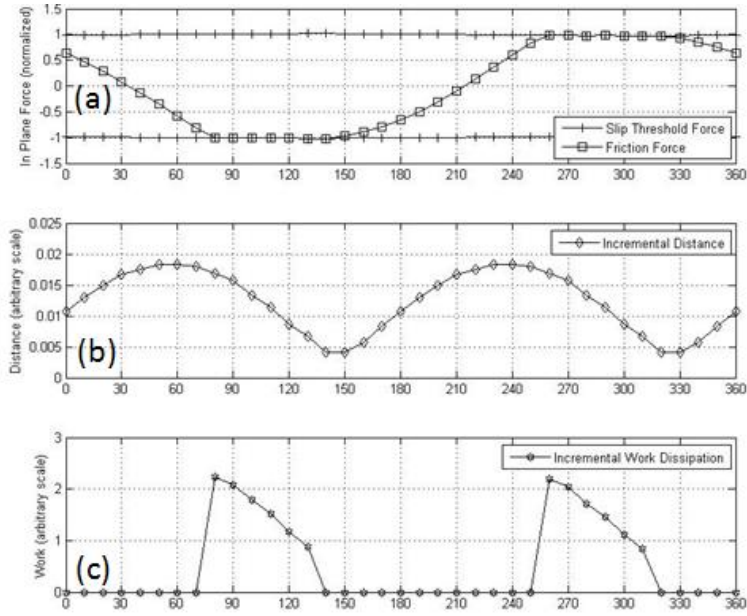 In Plane Force (normalized)
1.5
1
0.5
0
-0.5
-1
-1.5
(a)
Slip Threshold Force
Friction Force
0 30 60 90 120 150 180 210 240 270 300 330 360
Distance (arbitrary scale)
0.025
0.02
0.015
0.01
0.005
0
(b)
Incremental Distance
0 30 60 90 120 150 180 210 240 270 300 330 360
Work (arbitrary scale)
3
2
1
0
(c)
Incremental Work Dissipation
0 30 60 90 120 150 180 210 240 270 300 330 360